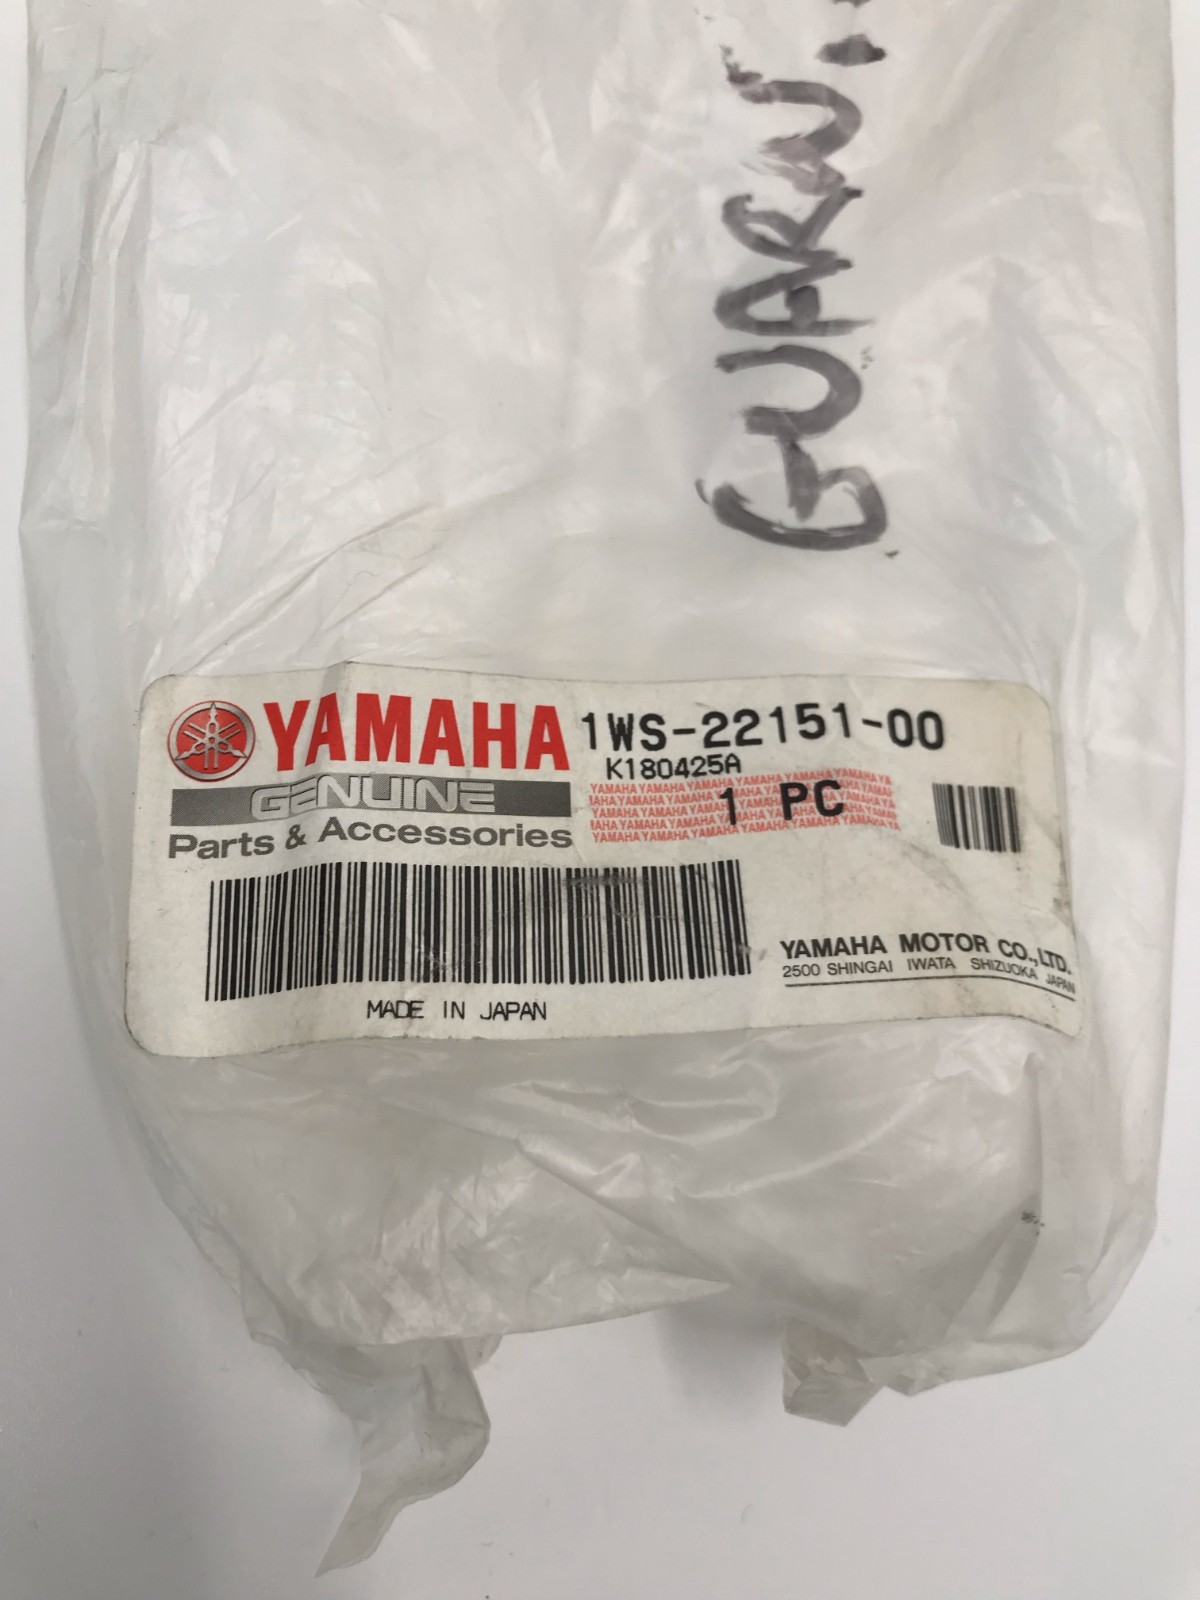 GUARN
YAMAHA
GENUINE
Parts & Accessories
1WS-22151-00
K180425A
1 PC
YAMAHA MOTOR CO.,LTD.
2500 SHINGAI IWATA SHIZUOKA JAPAN
MADE IN JAPAN